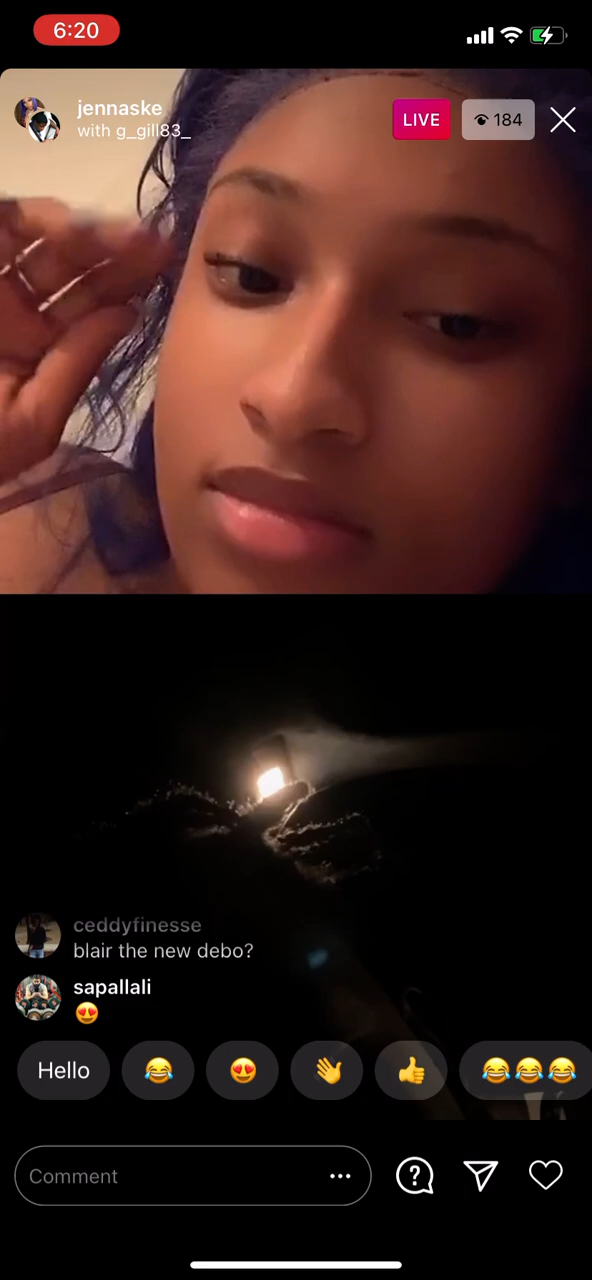 6:20
jennaske
with g_gill83_
LIVE
184
ceddyfinesse
blair the new debo?
sapallali
😍
Hello 😂 😍 👋 👍 😂😂😂
Comment